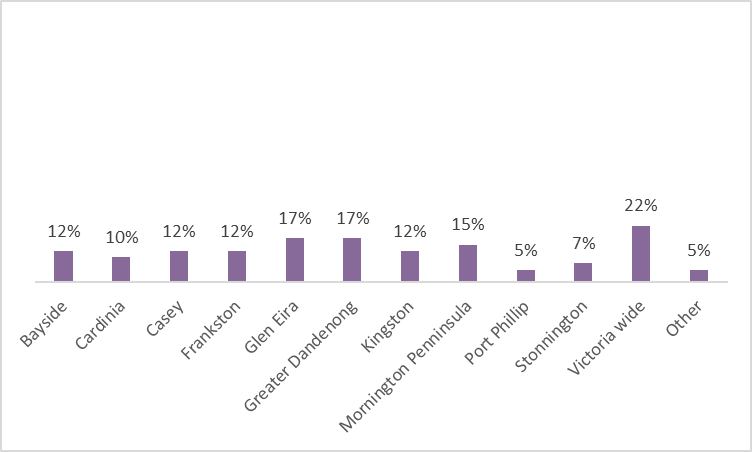 12%
10%
12%
12%
17%
17%
12%
15%
5%
7%
22%
5%
Bayside
Cardinia
Casey
Frankston
Glen Eira
Greater Dandenong
Kingston
Mornington Penninsula
Port Phillip
Stonnington
Victoria wide
Other